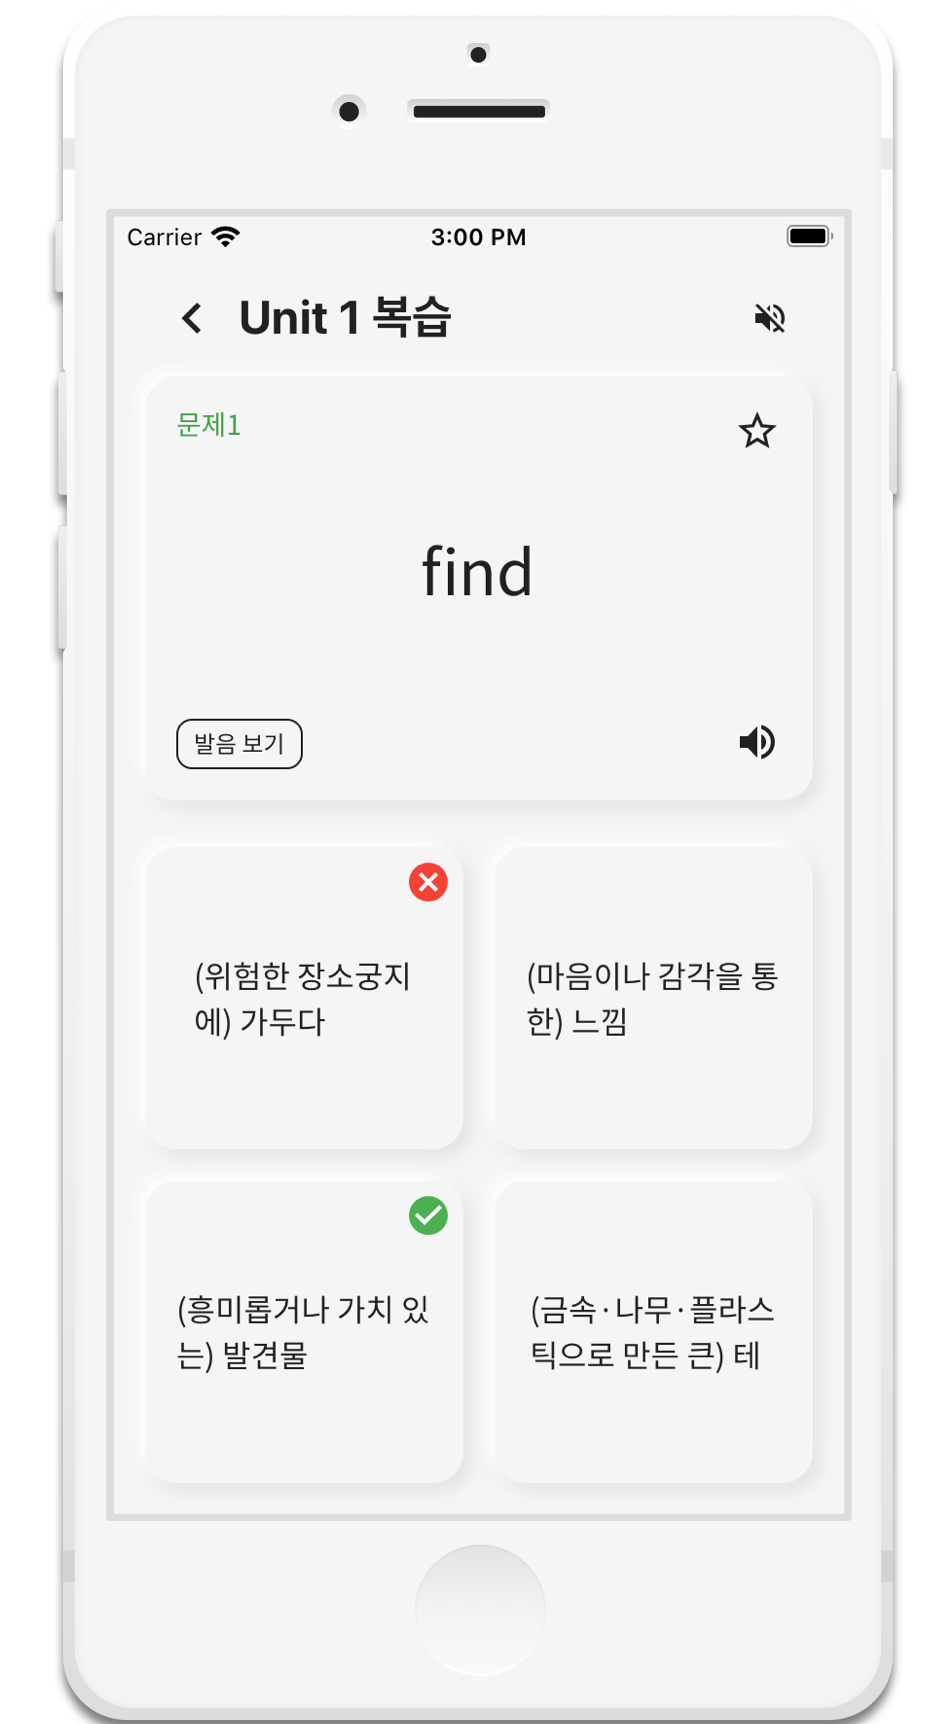 Carrier 3:00 PM
Unit 1 복습
문제1
find
발음 보기
(위험한 장소궁지
에) 가두다
(마음이나 감각을 통
한) 느낌
(흥미롭거나 가치 있
는) 발견물
(금속·나무·플라스
틱으로 만든 큰) 테